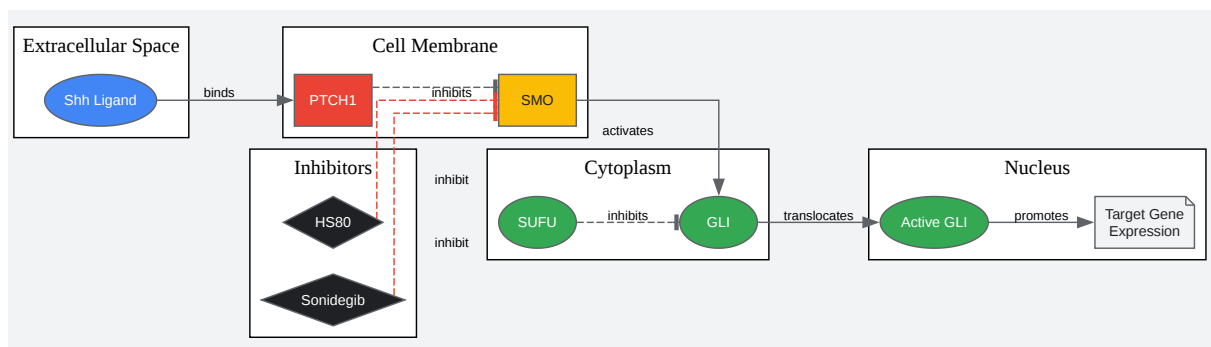 Extracellular Space
Cell Membrane
Shh Ligand
binds
PTCH1
inhibits
SMO
activates
Inhibitors
HS80
Sonidegib
inhibit
inhibit
Cytoplasm
SUFU
inhibits
GLI
translocates
Nucleus
Active GLI
promotes
Target Gene
Expression